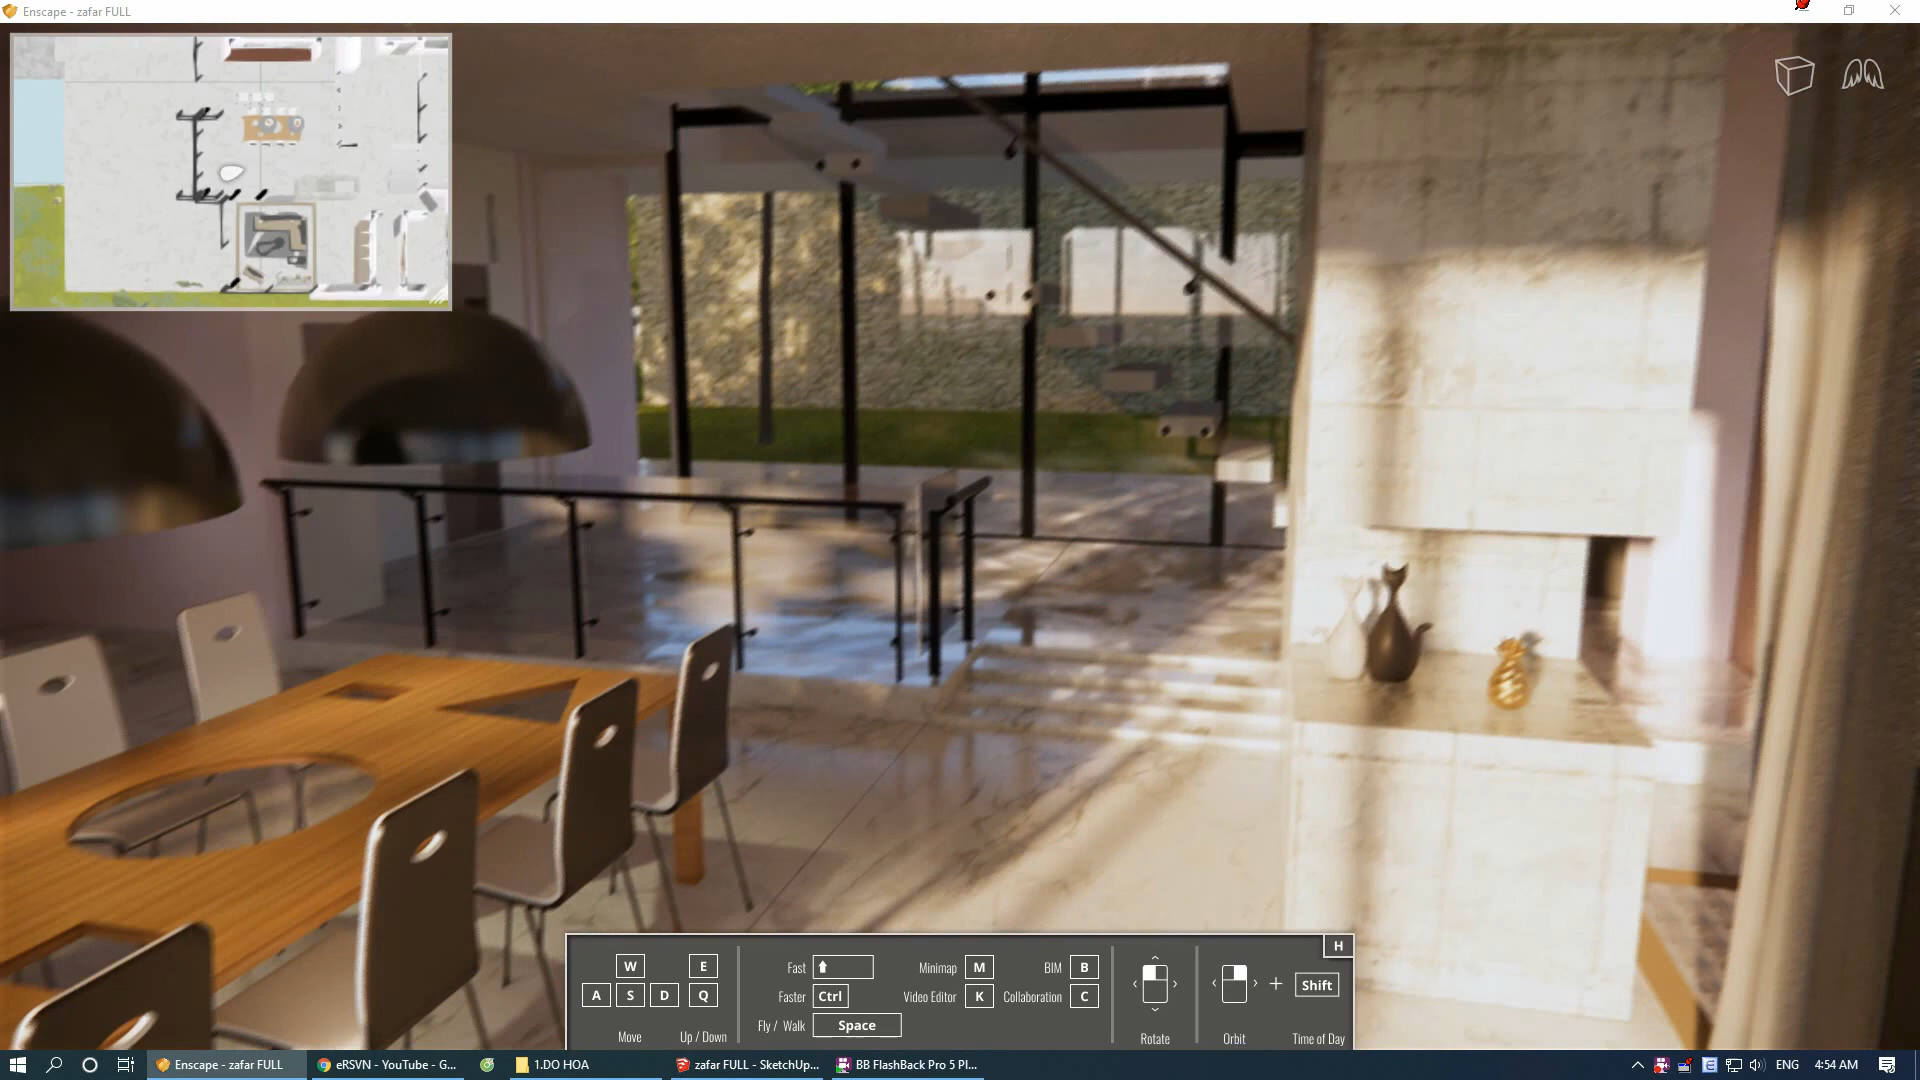 Enscape - zafar FULL
H
W
E
A
S
D
Q
Move
Up / Down
Fast
Faster
Ctrl
Fly / Walk
Space
Minimap
M
BIM
B
Video Editor
K
Collaboration
C
Rotate
Orbit
+
Shift
Time of Day
Enscape - zafar FULL
eRSVN - YouTube - G...
1.DO HOA
zafar FULL - SketchUp...
BB FlashBack Pro 5 Pl...
ENG
4:54 AM